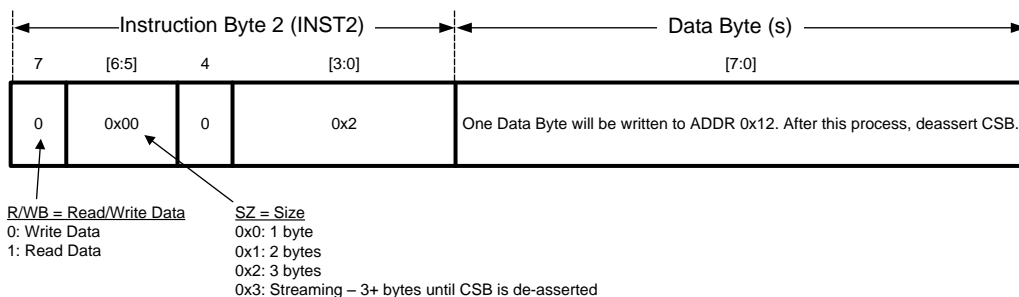 Instruction Byte 2 (INST2) Data Byte (s)
7 [6:5] 4 [3:0] [7:0]
0 0x00 0 0x2 One Data Byte will be written to ADDR 0x12. After this process, deassert CSB.
R/WB = Read/Write Data
0: Write Data
1: Read Data
SZ = Size
0x0: 1 byte
0x1: 2 bytes
0x2: 3 bytes
0x3: Streaming – 3+ bytes until CSB is de-asserted